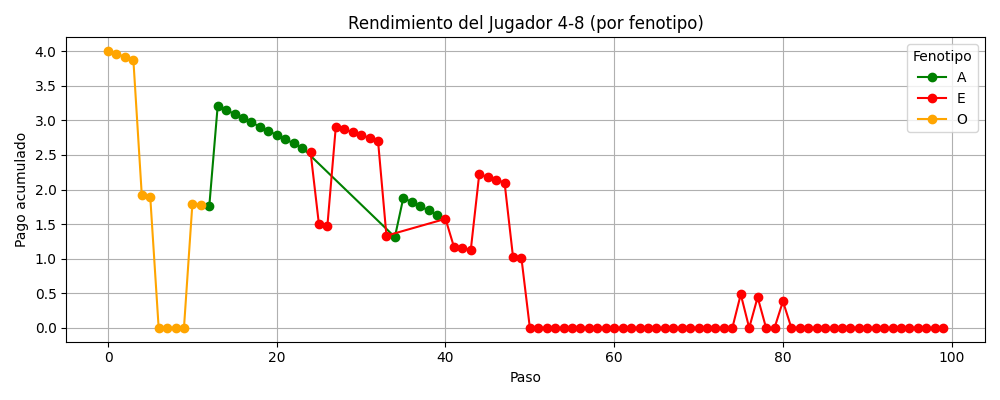 Rendimiento del Jugador 4-8 (por fenotipo)
Pago acumulado
4.0
3.5
3.0
2.5
2.0
1.5
1.0
0.5
0.0
Fenotipo
A
E
O
0 20 40 60 80 100
Paso